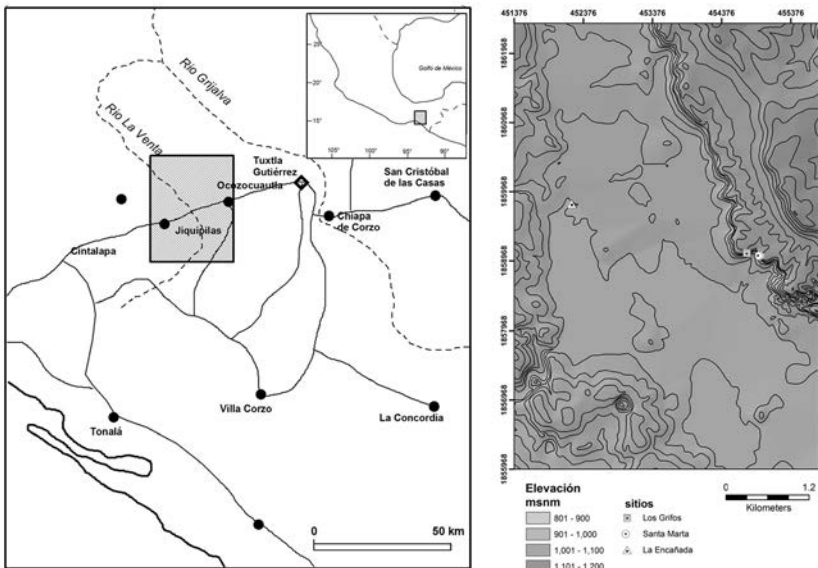 25°
Golfo de México
20°
15°
105°
100°
95°
90°
Rio Grijalva
Rio La Venta
Tuxtla
Gutiérrez
San Cristóbal
de las Casas
Ocozocuautla
Chiapa
de Corzo
Jiquipilas
Cintalapa
Villa Corzo
La Concordia
Tonalá
0
50 km
451376
452376
453376
454376
455376
1861968
1860968
1859968
1858968
1857968
1856968
1855968
Elevación
msnm
801 - 900
901 - 1,000
1,001 - 1,100
1,101 - 1,200
sitios
Los Grifos
Santa Marta
La Encañada
0
1.2
Kilometers